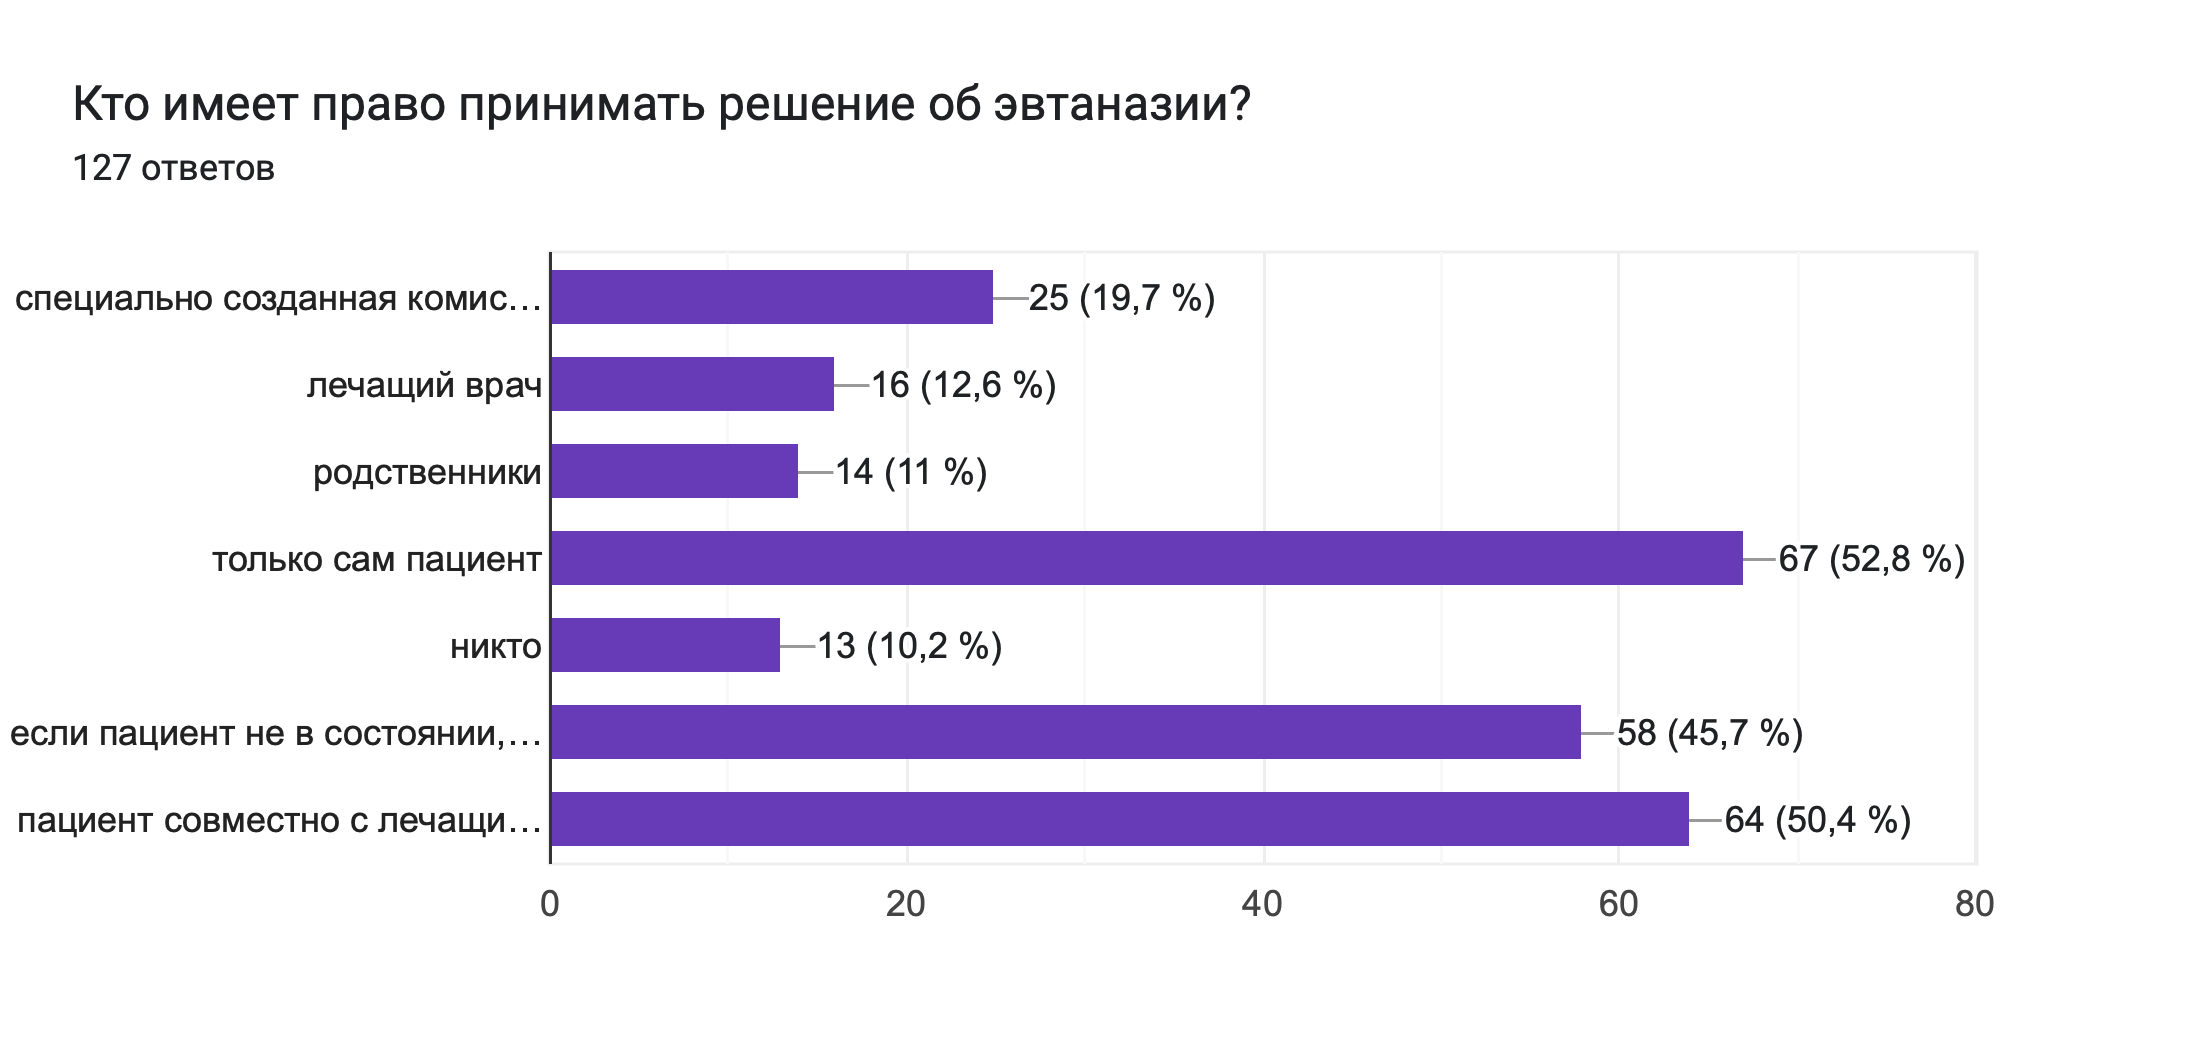 Кто имеет право принимать решение об эвтаназии?
127 ответов
специально созданная комис… 25 (19,7 %)
лечащий врач 16 (12,6 %)
родственники 14 (11 %)
только сам пациент 67 (52,8 %)
никто 13 (10,2 %)
если пациент не в состоянии,… 58 (45,7 %)
пациент совместно с лечащи… 64 (50,4 %)
0 20 40 60 80